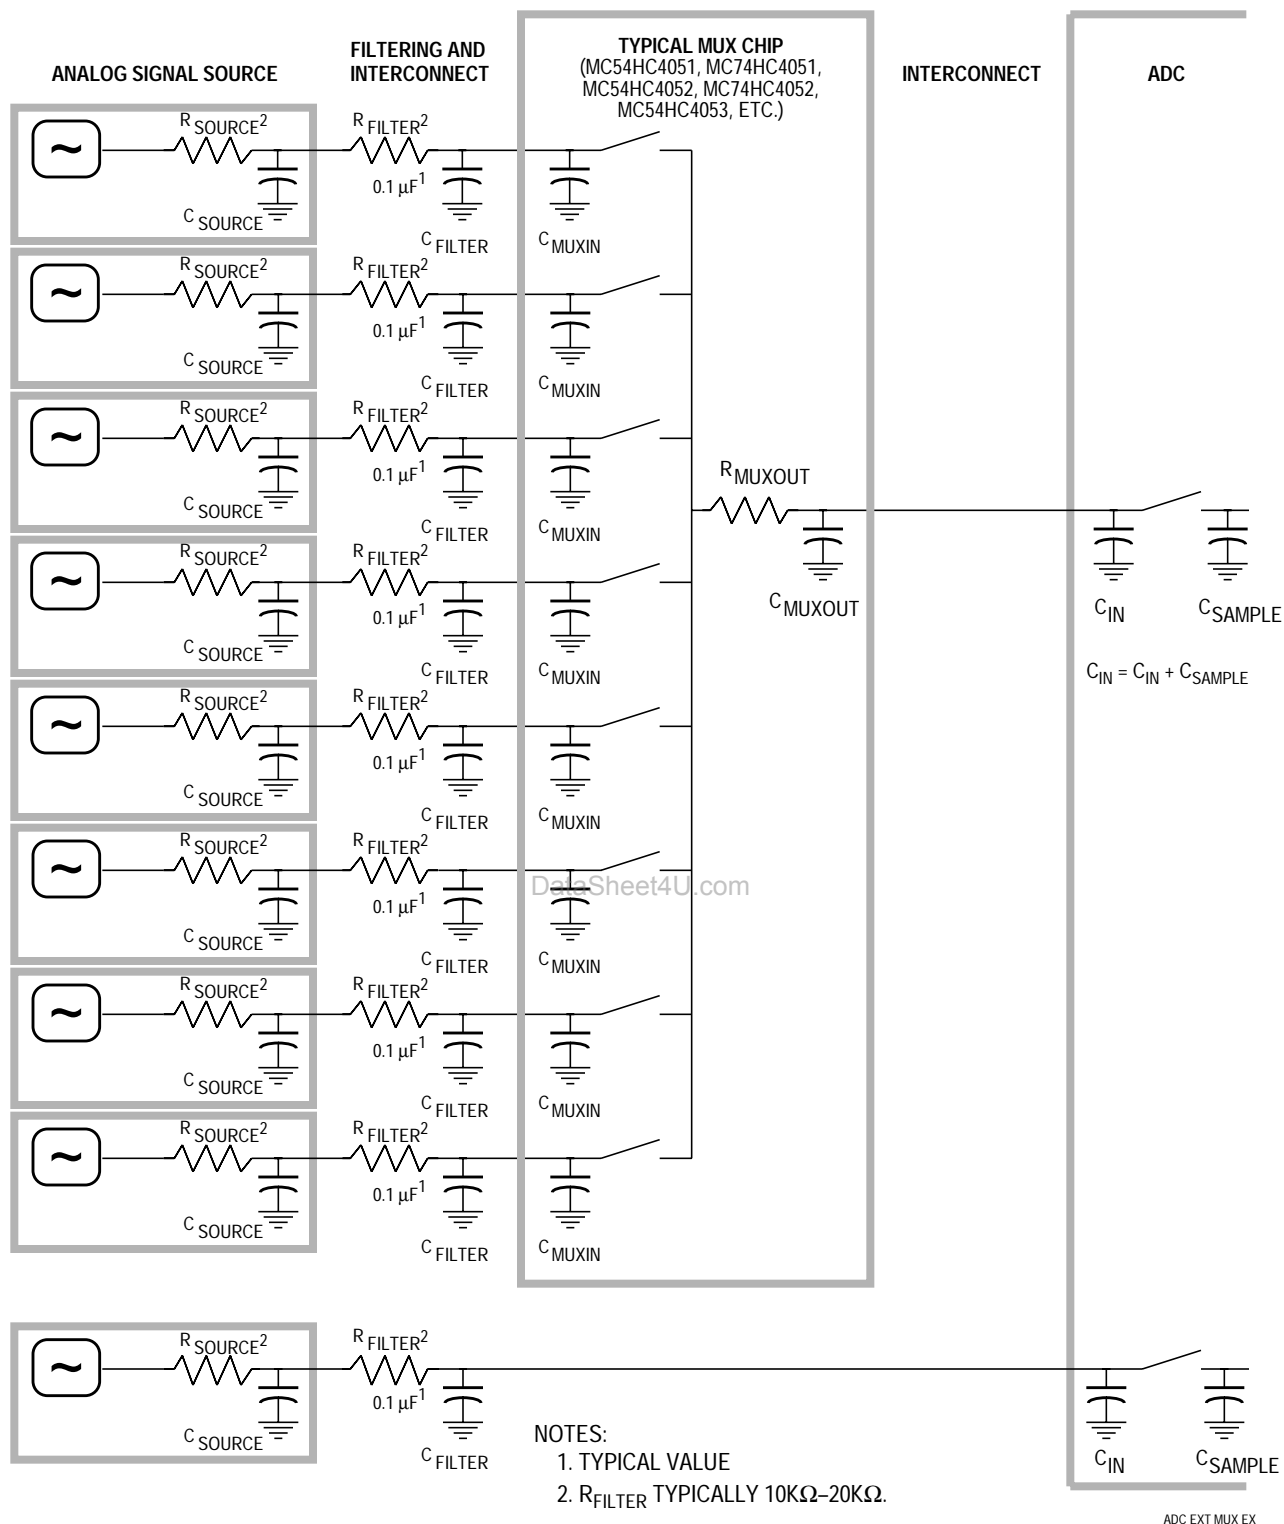 ANALOG SIGNAL SOURCE
FILTERING AND
INTERCONNECT
TYPICAL MUX CHIP
(MC54HC4051, MC74HC4051,
MC54HC4052, MC74HC4052,
MC54HC4053, ETC.)
INTERCONNECT
ADC
~
R SOURCE2
C SOURCE
R FILTER2
0.1 µF1
C FILTER
C MUXIN
~
R SOURCE2
C SOURCE
R FILTER2
0.1 µF1
C FILTER
C MUXIN
~
R SOURCE2
C SOURCE
R FILTER2
0.1 µF1
C FILTER
C MUXIN
~
R SOURCE2
C SOURCE
R FILTER2
0.1 µF1
C FILTER
C MUXIN
~
R SOURCE2
C SOURCE
R FILTER2
0.1 µF1
C FILTER
C MUXIN
~
R SOURCE2
C SOURCE
R FILTER2
0.1 µF1
C FILTER
C MUXIN
~
R SOURCE2
C SOURCE
R FILTER2
0.1 µF1
C FILTER
C MUXIN
~
R SOURCE2
C SOURCE
R FILTER2
0.1 µF1
C FILTER
C MUXIN
RMUXOUT
CMUXOUT
CIN
CSAMPLE
CIN = CIN + CSAMPLE
DataSheet4U.com
~
R SOURCE2
C SOURCE
R FILTER2
0.1 µF1
C FILTER
CIN
CSAMPLE
NOTES:
1. TYPICAL VALUE
2. RFILTER TYPICALLY 10KΩ–20KΩ.
ADC EXT MUX EX